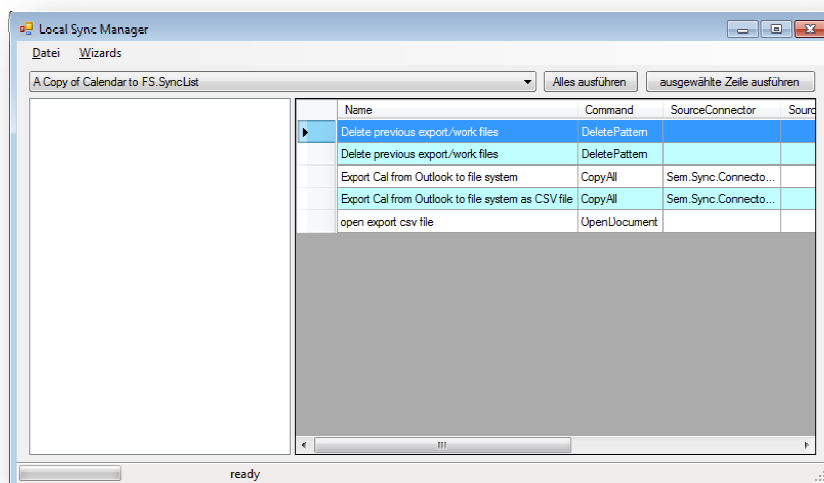 Local Sync Manager
Datei Wizards
A Copy of Calendar to FS.SyncList Alles ausführen ausgewählte Zeile ausführen
Name Command SourceConnector Sourc
Delete previous export/work files DeletePattern
Delete previous export/work files DeletePattern
Export Cal from Outlook to file system CopyAll Sem.Sync.Connecto...
Export Cal from Outlook to file system as CSV file CopyAll Sem.Sync.Connecto...
open export csv file OpenDocument
ready